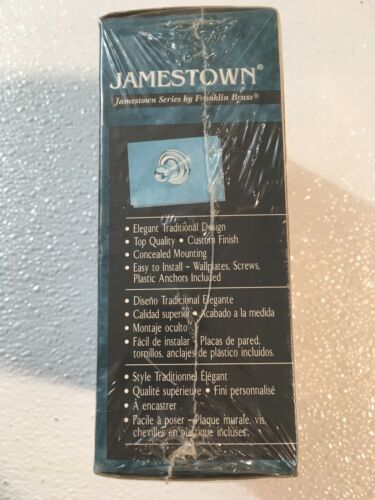 JAMESTOWN®
Jamestown Series by Franklin Brass®
• Elegant Traditional Design
• Top Quality • Custom Finish
• Concealed Mounting
• Easy to Install – Wallplates, Screws,
Plastic Anchors Included
• Diseño Tradicional Elegante
• Calidad superior • Acabado a la medida
• Montaje oculto
• Fácil de instalar – Placas de pared,
tornillos, anclajes de plástico incluidos.
• Style Traditionnel Élégant
• Qualité supérieure • Fini personnalisé
• À encastrer
• Facile à poser – Plaque murale, vis,
chevilles en plastique incluses.